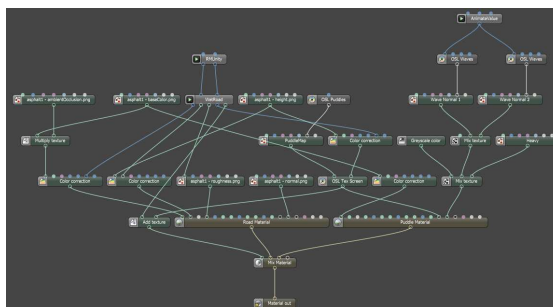 AnimateValue
RMUnity
OSL Waves
OSL Waves
asphalt1 - ambientOcclusion.png
asphalt1 - baseColor.png
WetRoad
asphalt1 - height.png
OSL Puddles
Wave Normal 1
Wave Normal 2
Multiply texture
PuddleMap
Color correction
Greyscale color
Mix texture
Heavy
Color correction
Color correction
asphalt1 - roughness.png
asphalt1 - normal.png
OSL Tex Screen
Color correction
Mix texture
Add texture
Road Material
Puddle Material
Mix Material
Material out